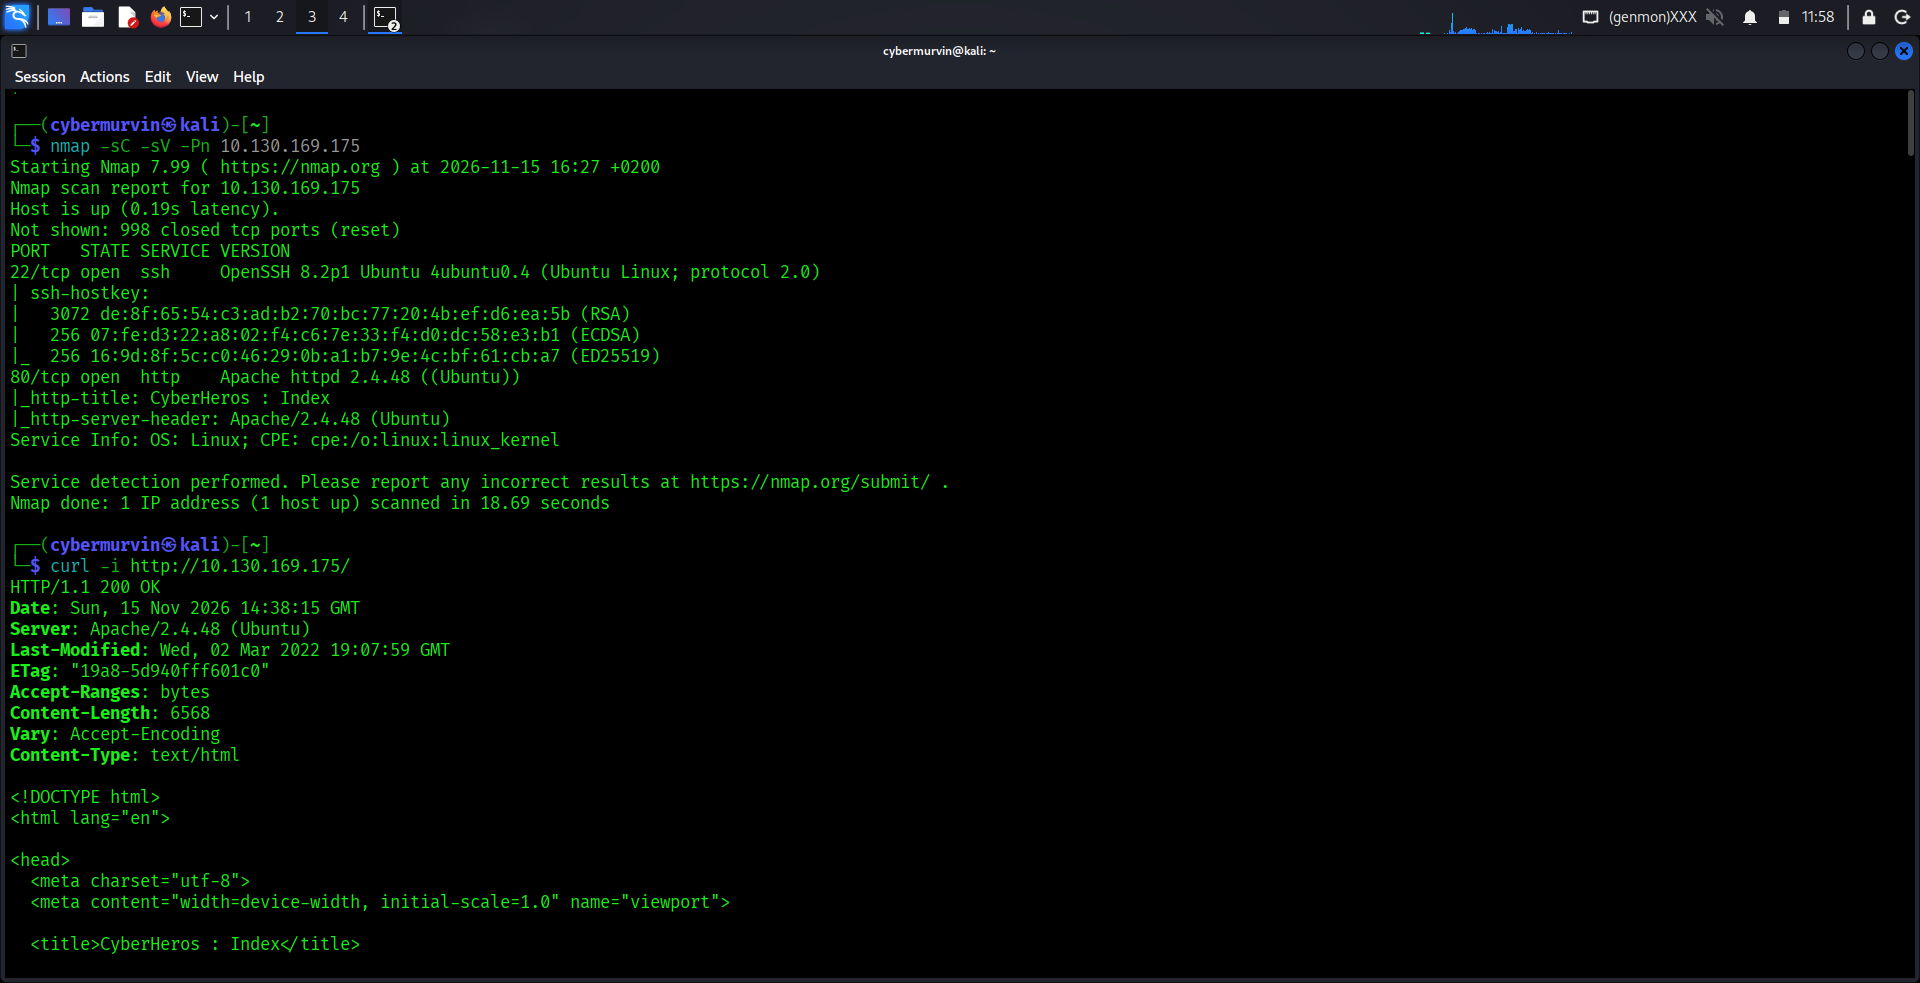 1 2 3 4 2 (genmon)XXX 11:58
cybermurvin@kali: ~
Session Actions Edit View Help
┌──(cybermurvin㉿kali)-[~]
└─$ nmap -sC -sV -Pn 10.130.169.175
Starting Nmap 7.99 ( https://nmap.org ) at 2026-11-15 16:27 +0200
Nmap scan report for 10.130.169.175
Host is up (0.19s latency).
Not shown: 998 closed tcp ports (reset)
PORT   STATE SERVICE VERSION
22/tcp open  ssh     OpenSSH 8.2p1 Ubuntu 4ubuntu0.4 (Ubuntu Linux; protocol 2.0)
| ssh-hostkey:
|   3072 de:8f:65:54:c3:ad:b2:70:bc:77:20:4b:ef:d6:ea:5b (RSA)
|   256 07:fe:d3:22:a8:02:f4:c6:7e:33:f4:d0:dc:58:e3:b1 (ECDSA)
|_  256 16:9d:8f:5c:c0:46:29:0b:a1:b7:9e:4c:bf:61:cb:a7 (ED25519)
80/tcp open  http    Apache httpd 2.4.48 ((Ubuntu))
|_http-title: CyberHeros : Index
|_http-server-header: Apache/2.4.48 (Ubuntu)
Service Info: OS: Linux; CPE: cpe:/o:linux:linux_kernel
Service detection performed. Please report any incorrect results at https://nmap.org/submit/ .
Nmap done: 1 IP address (1 host up) scanned in 18.69 seconds
┌──(cybermurvin㉿kali)-[~]
└─$ curl -i http://10.130.169.175/
HTTP/1.1 200 OK
Date: Sun, 15 Nov 2026 14:38:15 GMT
Server: Apache/2.4.48 (Ubuntu)
Last-Modified: Wed, 02 Mar 2022 19:07:59 GMT
ETag: "19a8-5d940fff601c0"
Accept-Ranges: bytes
Content-Length: 6568
Vary: Accept-Encoding
Content-Type: text/html
<!DOCTYPE html>
<html lang="en">
<head>
  <meta charset="utf-8">
  <meta content="width=device-width, initial-scale=1.0" name="viewport">
  <title>CyberHeros : Index</title>